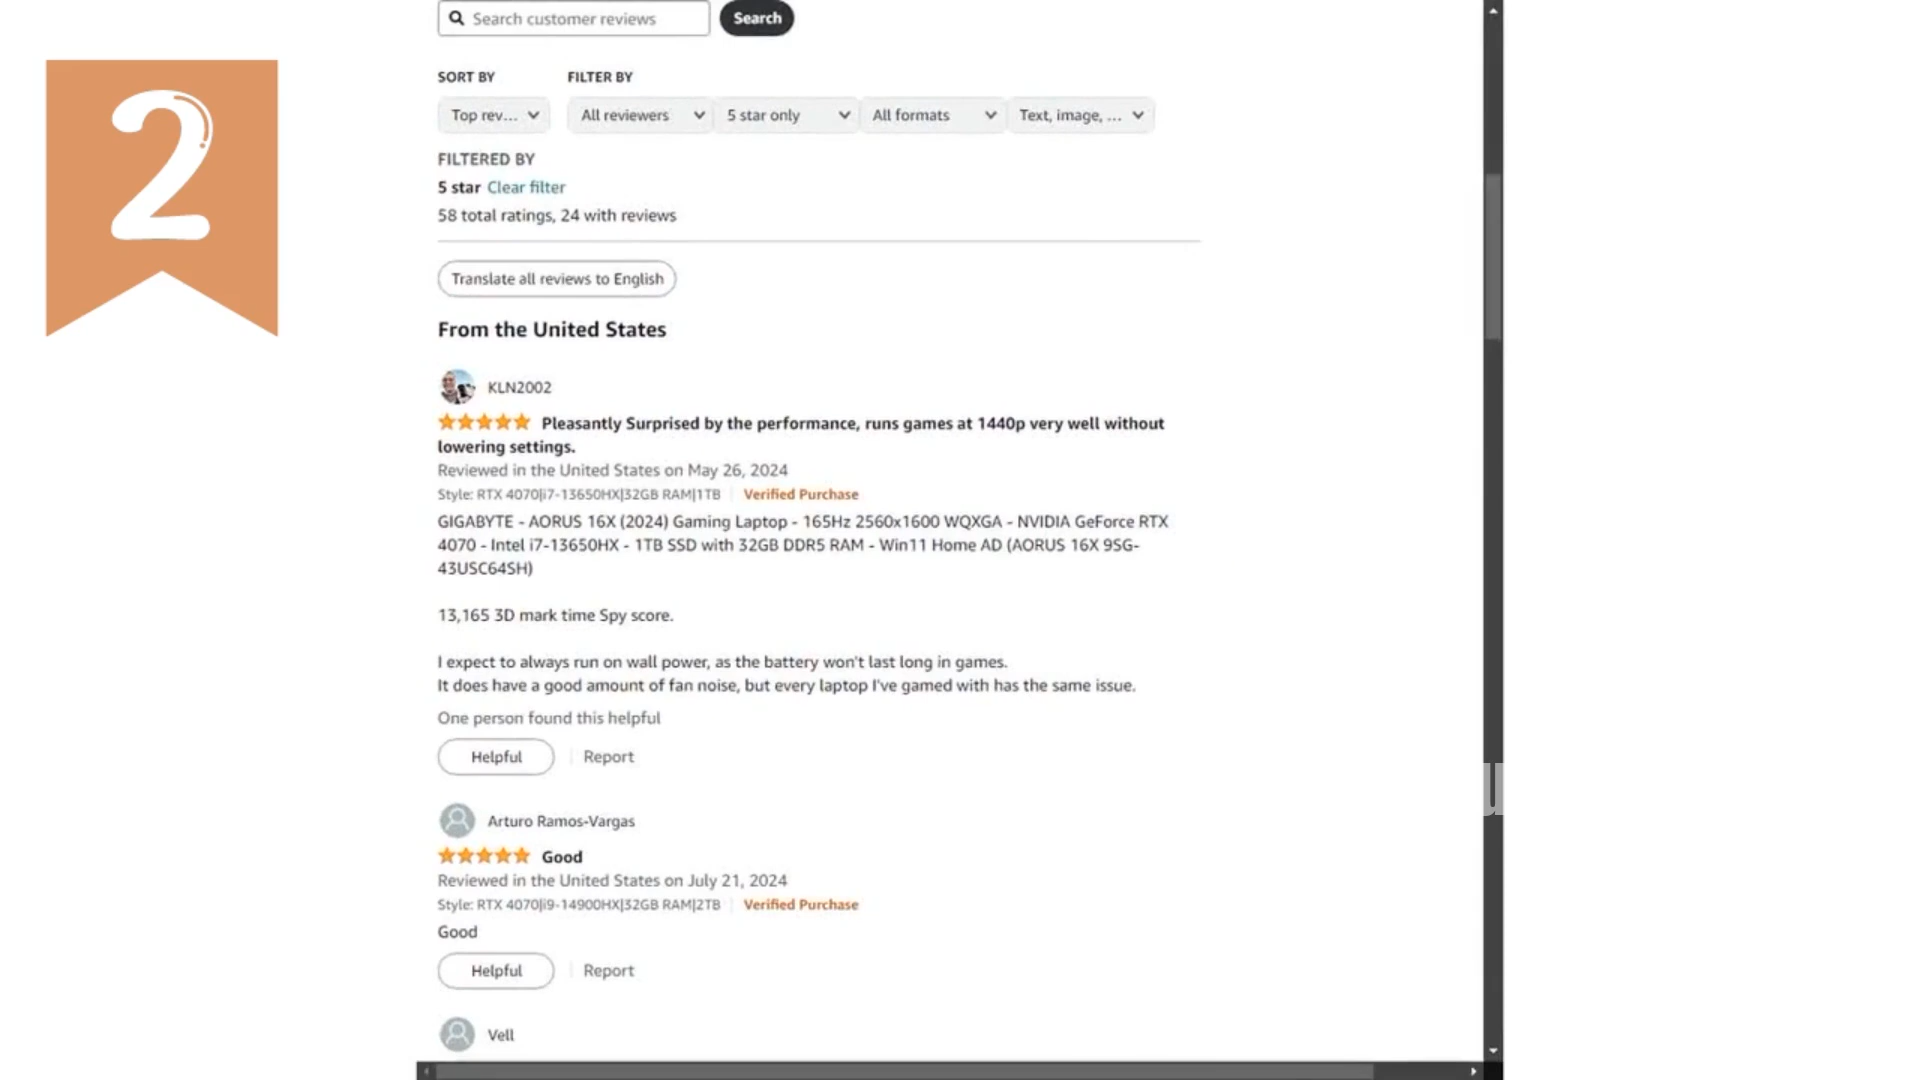 2
Search customer reviews
Search
SORT BY
FILTER BY
Top rev...
All reviewers
5 star only
All formats
Text, image, ...
FILTERED BY
5 star Clear filter
58 total ratings, 24 with reviews
Translate all reviews to English
From the United States
KLN2002
Pleasantly Surprised by the performance, runs games at 1440p very well without
lowering settings.
Reviewed in the United States on May 26, 2024
Style: RTX 4070|i7-13650HX|32GB RAM|1TB Verified Purchase
GIGABYTE - AORUS 16X (2024) Gaming Laptop - 165Hz 2560x1600 WQXGA - NVIDIA GeForce RTX
4070 - Intel i7-13650HX - 1TB SSD with 32GB DDR5 RAM - Win11 Home AD (AORUS 16X 9SG-
43USC64SH)
13,165 3D mark time Spy score.
I expect to always run on wall power, as the battery won't last long in games.
It does have a good amount of fan noise, but every laptop I've gamed with has the same issue.
One person found this helpful
Helpful
Report
Arturo Ramos-Vargas
Good
Reviewed in the United States on July 21, 2024
Style: RTX 4070|i9-14900HX|32GB RAM|2TB Verified Purchase
Good
Helpful
Report
Vell